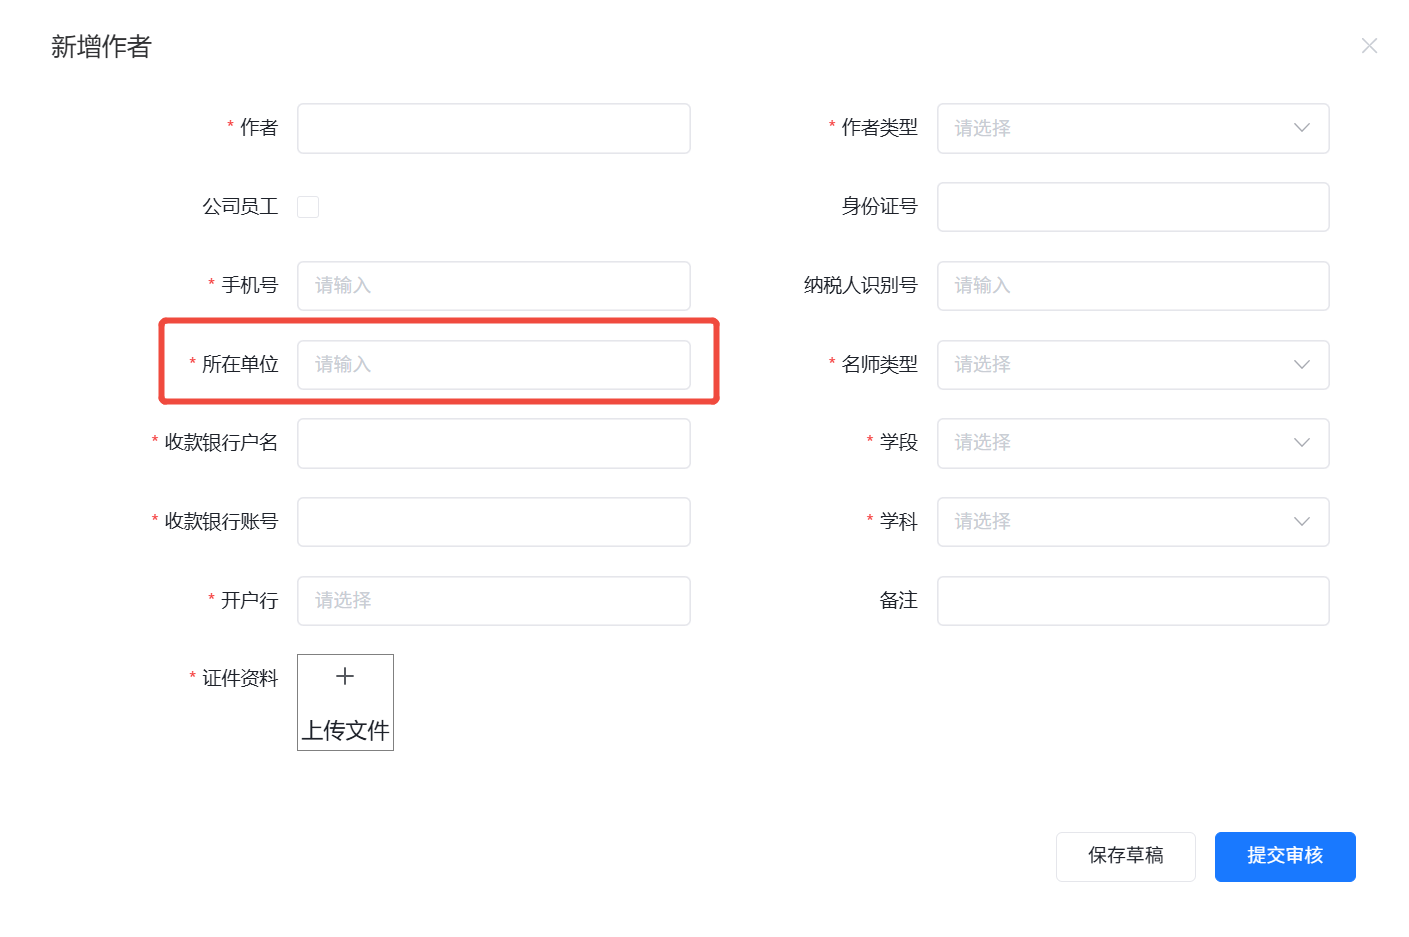 新增作者
* 作者
* 作者类型 请选择
公司员工
身份证号
* 手机号 请输入
纳税人识别号 请输入
* 所在单位 请输入
* 名师类型 请选择
* 收款银行户名
* 学段 请选择
* 收款银行账号
* 学科 请选择
* 开户行 请选择
备注
* 证件资料
上传文件
保存草稿
提交审核